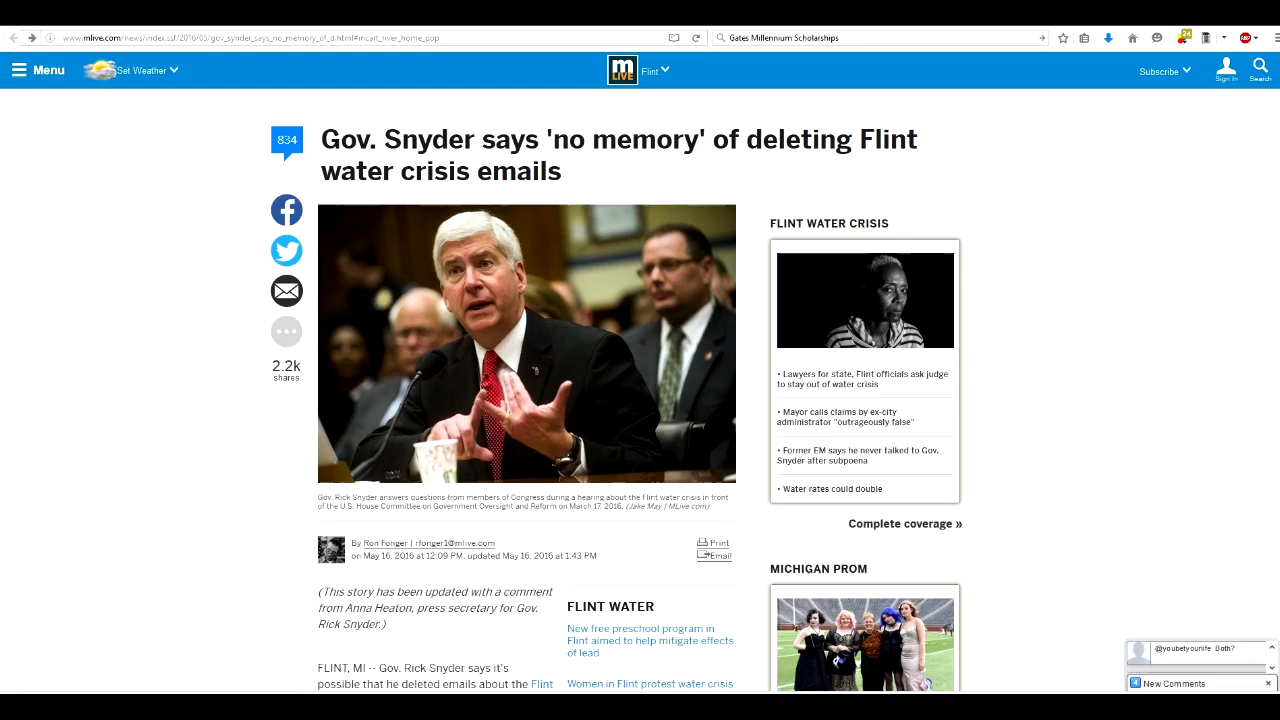 www.mlive.com/news/index.ssf/2016/05/gov_synder_says_no_memory_of_d.html#incart_river_home_pop
Gates Millennium Scholarships
24
ABP
Menu
Set Weather
m
LIVE
Flint
Subscribe
Sign In
Search
834
Gov. Snyder says 'no memory' of deleting Flint
water crisis emails
2.2k
shares
Gov. Rick Snyder answers questions from members of Congress during a hearing about the Flint water crisis in front
of the U.S. House Committee on Government Oversight and Reform on March 17, 2016. (Jake May | MLive.com)
By Ron Fonger | rfonger1@mlive.com
on May 16, 2016 at 12:09 PM, updated May 16, 2016 at 1:43 PM
Print
Email
(This story has been updated with a comment
from Anna Heaton, press secretary for Gov.
Rick Snyder.)
FLINT, MI -- Gov. Rick Snyder says it's
possible that he deleted emails about the Flint
FLINT WATER
New free preschool program in
Flint aimed to help mitigate effects
of lead
Women in Flint protest water crisis
FLINT WATER CRISIS
• Lawyers for state, Flint officials ask judge
to stay out of water crisis
• Mayor calls claims by ex-city
administrator "outrageously false"
• Former EM says he never talked to Gov.
Snyder after subpoena
• Water rates could double
Complete coverage »
MICHIGAN PROM
@youbetyourlife Both?
4
New Comments